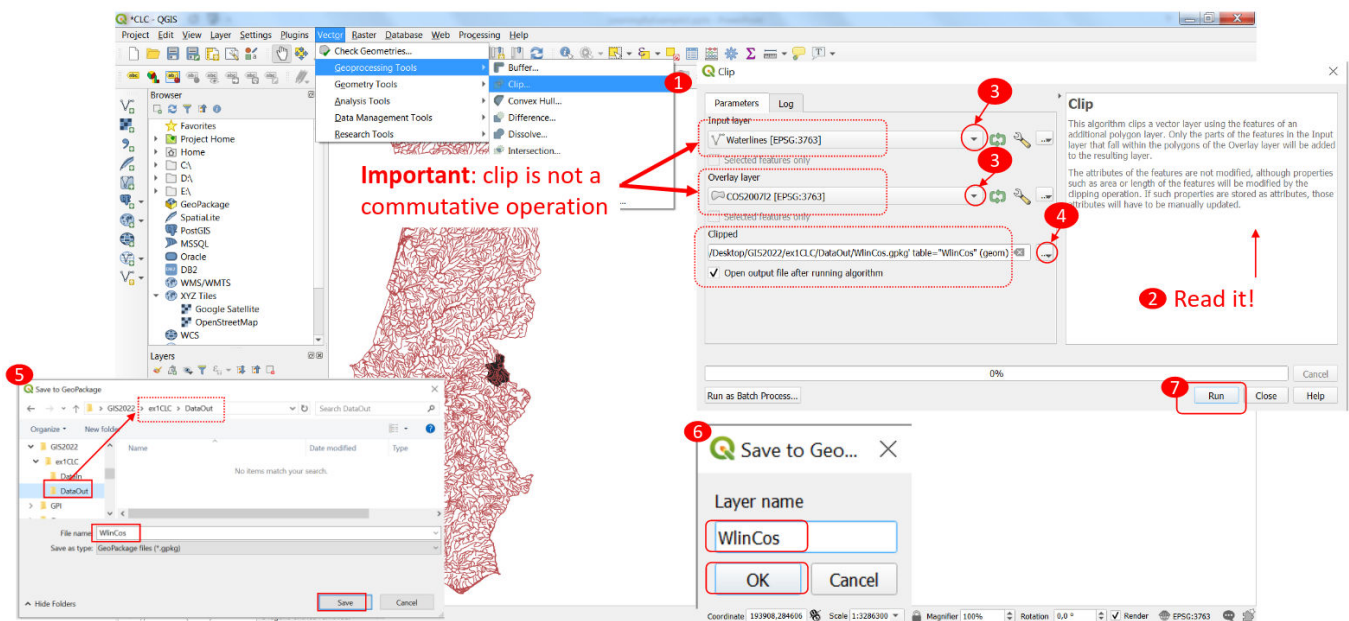 *CLC - QGIS
Project Edit View Layer Settings Plugins Vector Raster Database Web Processing Help
Check Geometries...
Geoprocessing Tools
Geometry Tools
Analysis Tools
Data Management Tools
Research Tools
Buffer...
Clip...
Convex Hull...
Difference...
Dissolve...
Intersection...
1
Important: clip is not a
commutative operation
Browser
Favorites
Project Home
Home
C:\
D:\
E:\
GeoPackage
SpatiaLite
PostGIS
MSSQL
Oracle
DB2
WMS/WMTS
XYZ Tiles
Google Satellite
OpenStreetMap
WCS
Layers
Clip
Parameters Log
Input layer
3
Waterlines [EPSG:3763]
Selected features only
3
Overlay layer
COS2007l2 [EPSG:3763]
Selected features only
4
Clipped
/Desktop/GIS2022/ex1CLC/DataOut/WlinCos.gpkg' table="WlinCos" (geom)
Open output file after running algorithm
Clip
This algorithm clips a vector layer using the features of an
additional polygon layer. Only the parts of the features in the Input
layer that fall within the polygons of the Overlay layer will be added
to the resulting layer.
The attributes of the features are not modified, although properties
such as area or length of the features will be modified by the
clipping operation. If such properties are stored as attributes, those
attributes will have to be manually updated.
2 Read it!
0%
Cancel
7
Run as Batch Process...
Run Close Help
5
Save to GeoPackage
GIS2022 > ex1CLC > DataOut
Search DataOut
Organize New folder
GIS2022
ex1CLC
DataIn
DataOut
GPI
Name Date modified Type
No items match your search.
File name: WlinCos
Save as type: GeoPackage files (*.gpkg)
Hide Folders
Save Cancel
6
Save to Geo...
Layer name
WlinCos
OK Cancel
Coordinate 193908,284606 Scale 1:3286300 Magnifier 100% Rotation 0,0 ° Render EPSG:3763